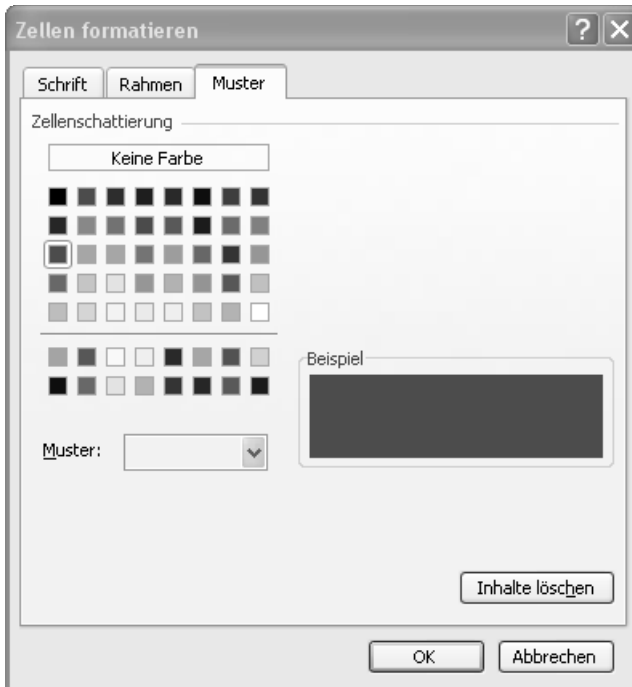 Zellen formatieren
Schrift Rahmen Muster
Zellenschattierung
Keine Farbe
Beispiel
Muster:
Inhalte löschen
OK Abbrechen